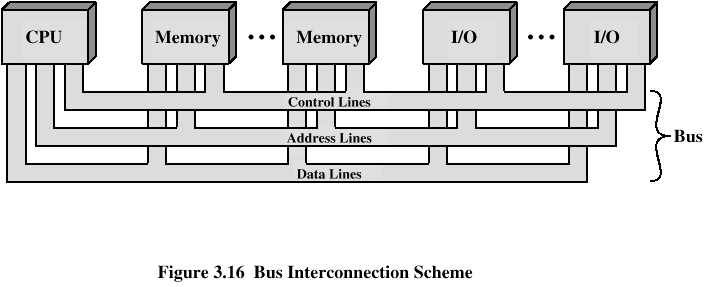 CPU
Memory
• • •
Memory
I/O
• • •
I/O
Control Lines
Address Lines
Data Lines
Bus
Figure 3.16 Bus Interconnection Scheme